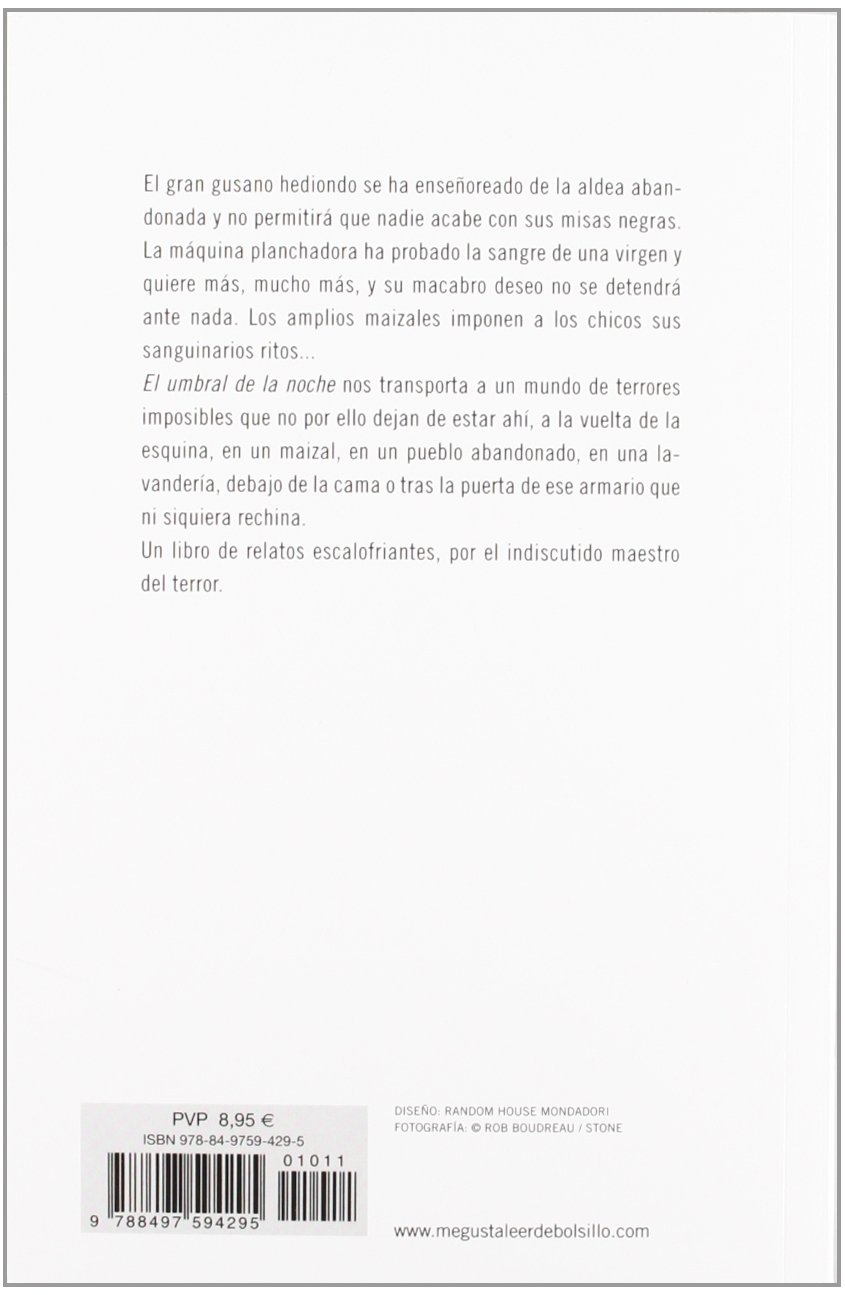 El gran gusano hediondo se ha enseñoreado de la aldea aban-
donada y no permitirá que nadie acabe con sus misas negras.
La máquina planchadora ha probado la sangre de una virgen y
quiere más, mucho más, y su macabro deseo no se detendrá
ante nada. Los amplios maizales imponen a los chicos sus
sanguinarios ritos...
El umbral de la noche nos transporta a un mundo de terrores
imposibles que no por ello dejan de estar ahí, a la vuelta de la
esquina, en un maizal, en un pueblo abandonado, en una la-
vandería, debajo de la cama o tras la puerta de ese armario que
ni siquiera rechina.
Un libro de relatos escalofriantes, por el indiscutido maestro
del terror.
PVP 8,95 €
ISBN 978-84-9759-429-5
01011
9 788497 594295
DISEÑO: RANDOM HOUSE MONDADORI
FOTOGRAFÍA: © ROB BOUDREAU / STONE
www.megustaleerdebolsillo.com